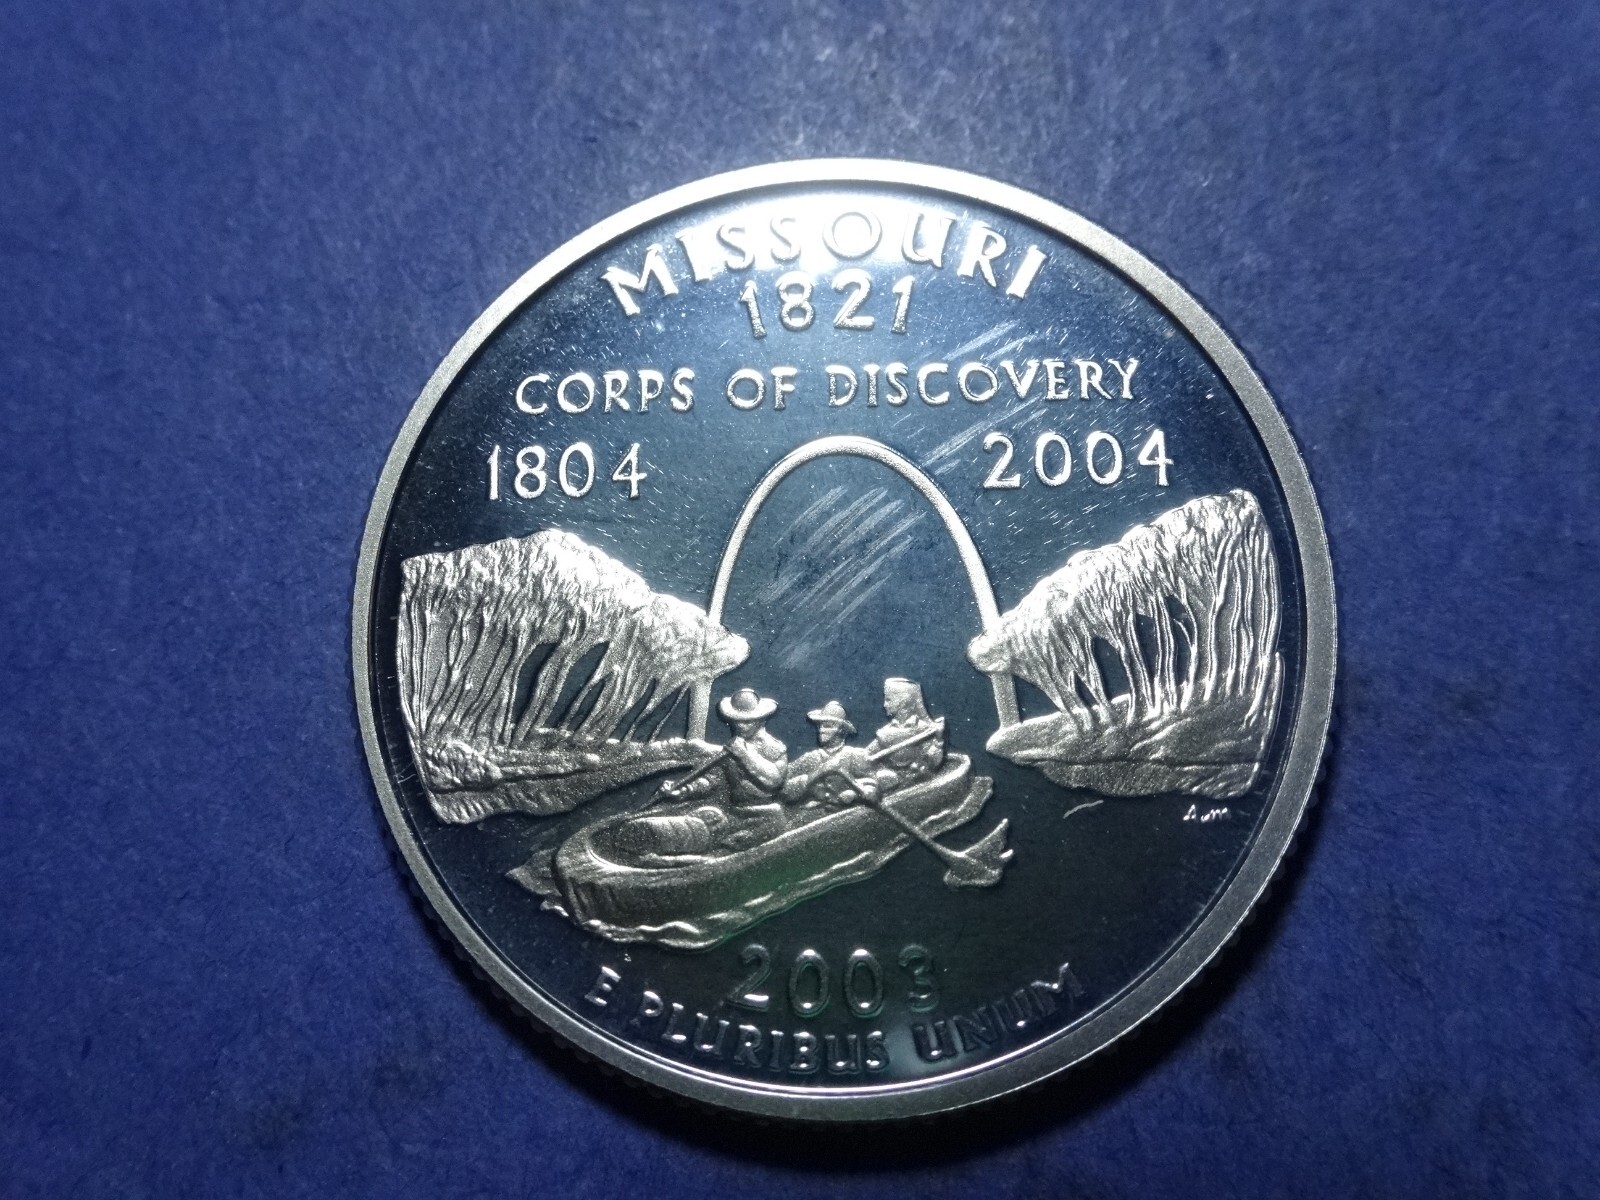 MISSOURI
1821
CORPS OF DISCOVERY
1804 2004
2003
E PLURIBUS UNUM